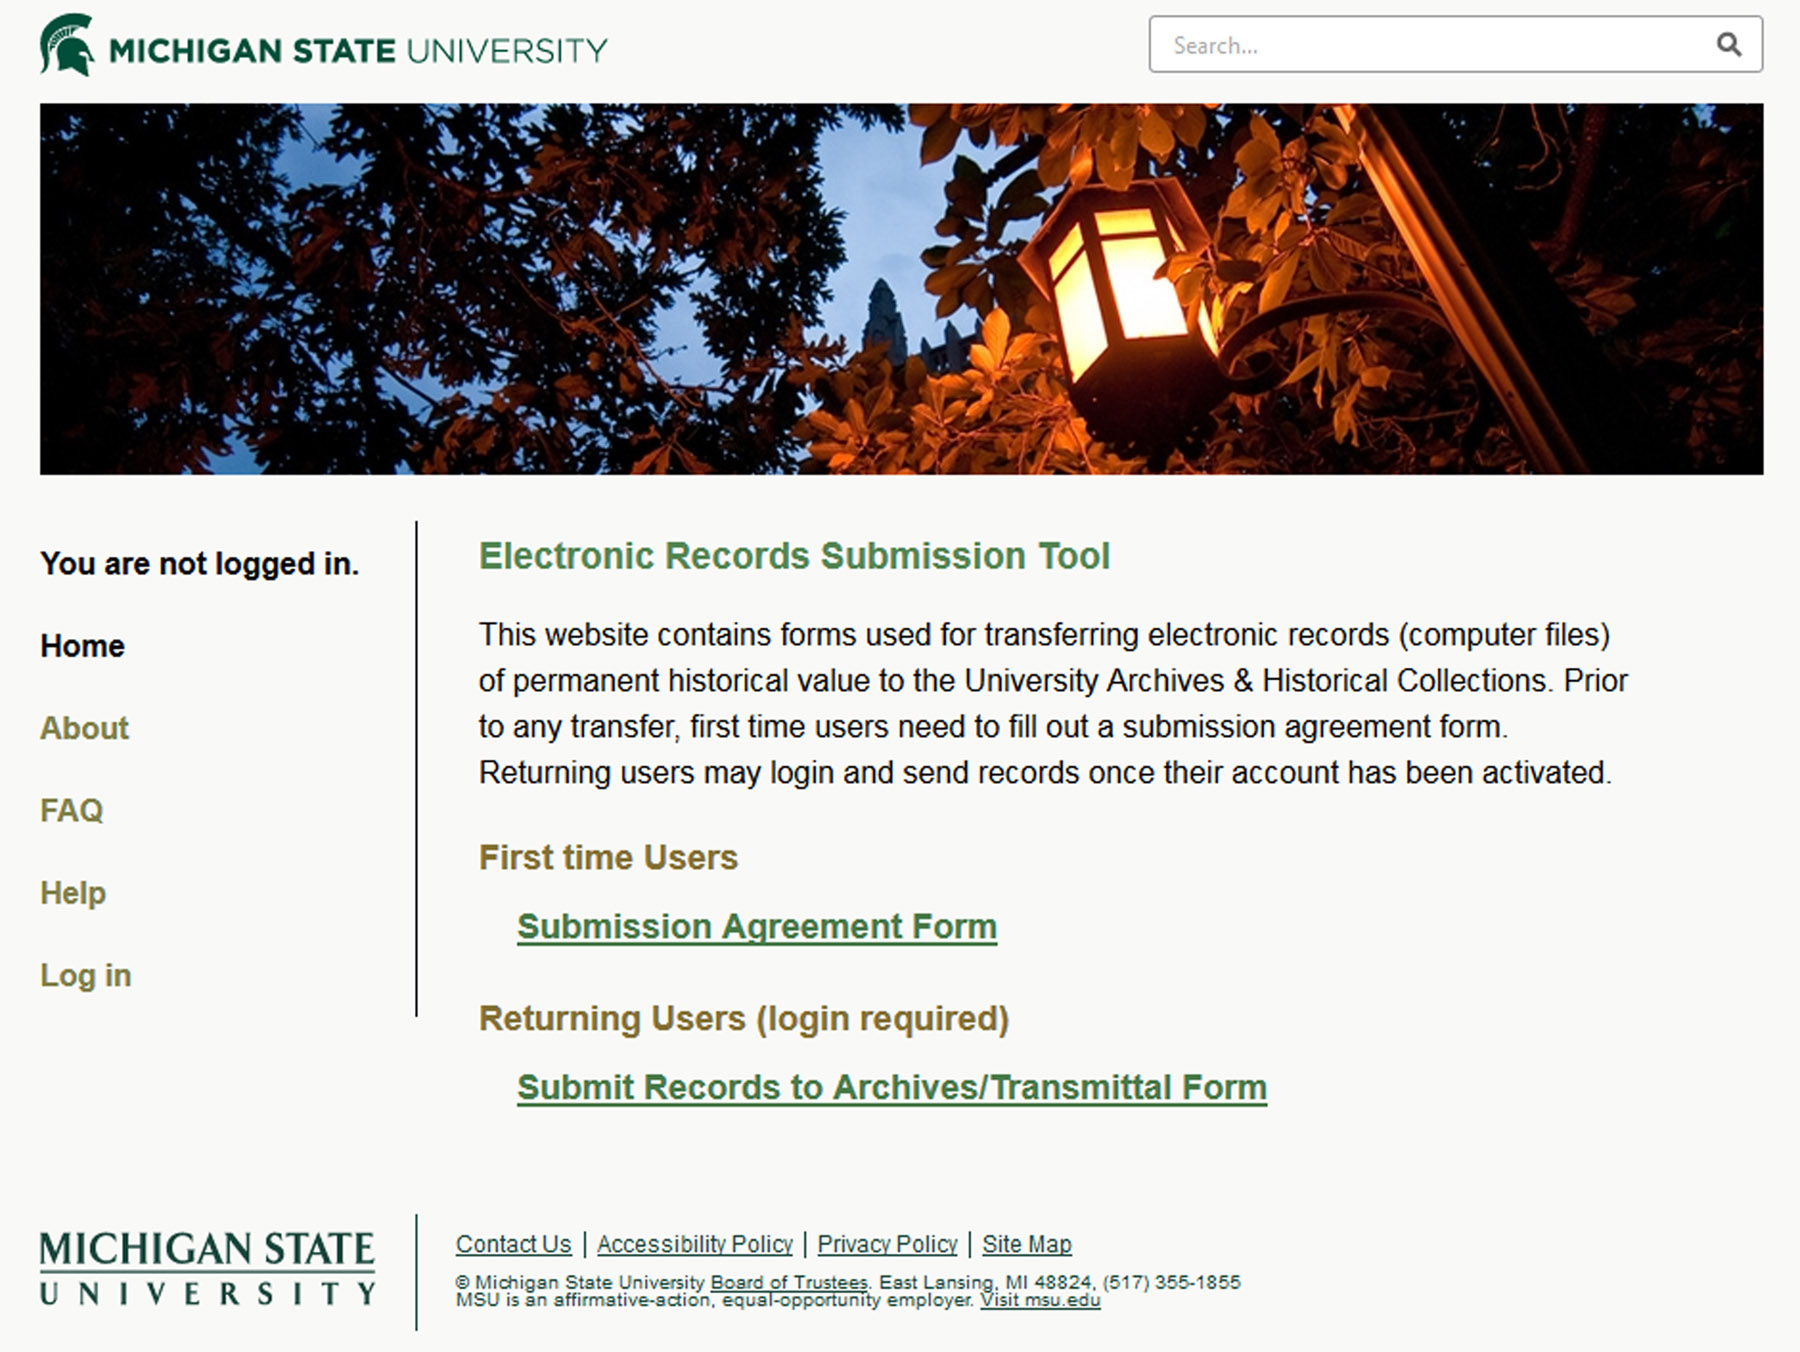 MICHIGAN STATE UNIVERSITY
Search...
You are not logged in.
Home
About
FAQ
Help
Log in
Electronic Records Submission Tool
This website contains forms used for transferring electronic records (computer files)
of permanent historical value to the University Archives & Historical Collections. Prior
to any transfer, first time users need to fill out a submission agreement form.
Returning users may login and send records once their account has been activated.
First time Users
Submission Agreement Form
Returning Users (login required)
Submit Records to Archives/Transmittal Form
MICHIGAN STATE
UNIVERSITY
Contact Us | Accessibility Policy | Privacy Policy | Site Map
© Michigan State University Board of Trustees. East Lansing, MI 48824, (517) 355-1855
MSU is an affirmative-action, equal-opportunity employer. Visit msu.edu